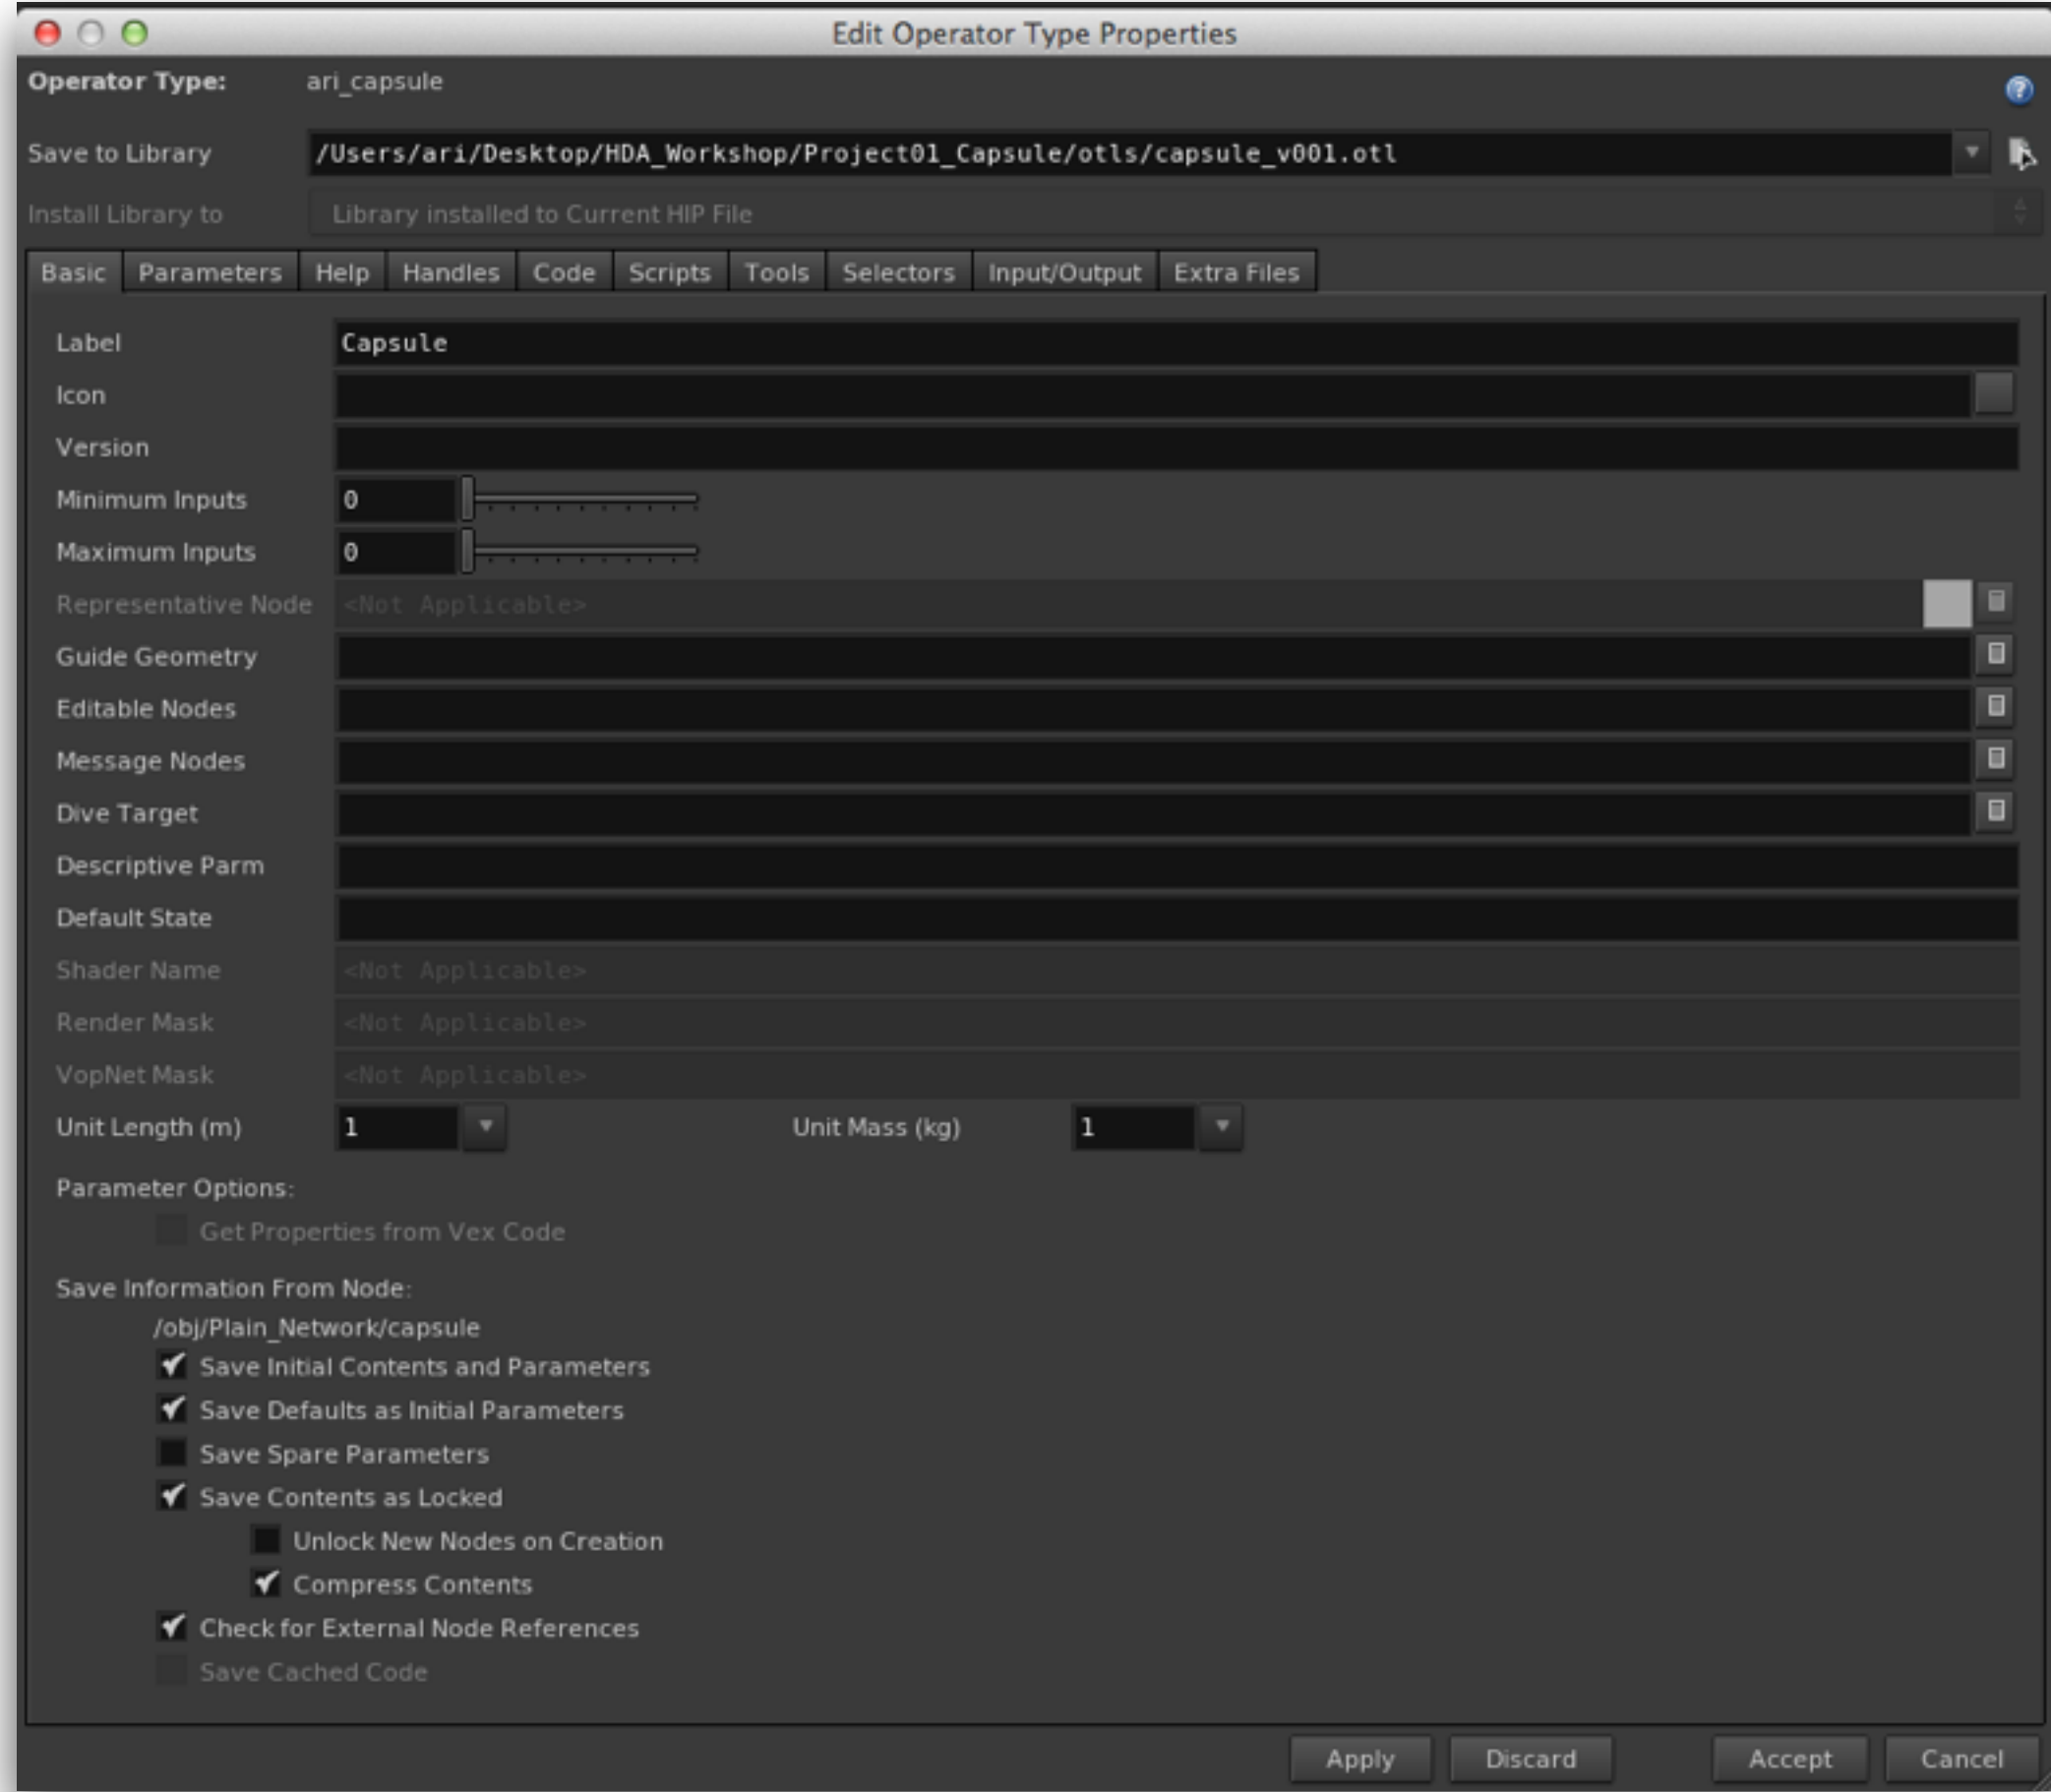 Edit Operator Type Properties
Operator Type: ari_capsule
Save to Library /Users/ari/Desktop/HDA_Workshop/Project01_Capsule/otls/capsule_v001.otl
Install Library to Library installed to Current HIP File
Basic Parameters Help Handles Code Scripts Tools Selectors Input/Output Extra Files
Label Capsule
Icon
Version
Minimum Inputs 0
Maximum Inputs 0
Representative Node <Not Applicable>
Guide Geometry
Editable Nodes
Message Nodes
Dive Target
Descriptive Parm
Default State
Shader Name <Not Applicable>
Render Mask <Not Applicable>
VopNet Mask <Not Applicable>
Unit Length (m) 1 Unit Mass (kg) 1
Parameter Options:
Get Properties from Vex Code
Save Information From Node:
/obj/Plain_Network/capsule
Save Initial Contents and Parameters
Save Defaults as Initial Parameters
Save Spare Parameters
Save Contents as Locked
Unlock New Nodes on Creation
Compress Contents
Check for External Node References
Save Cached Code
Apply Discard Accept Cancel